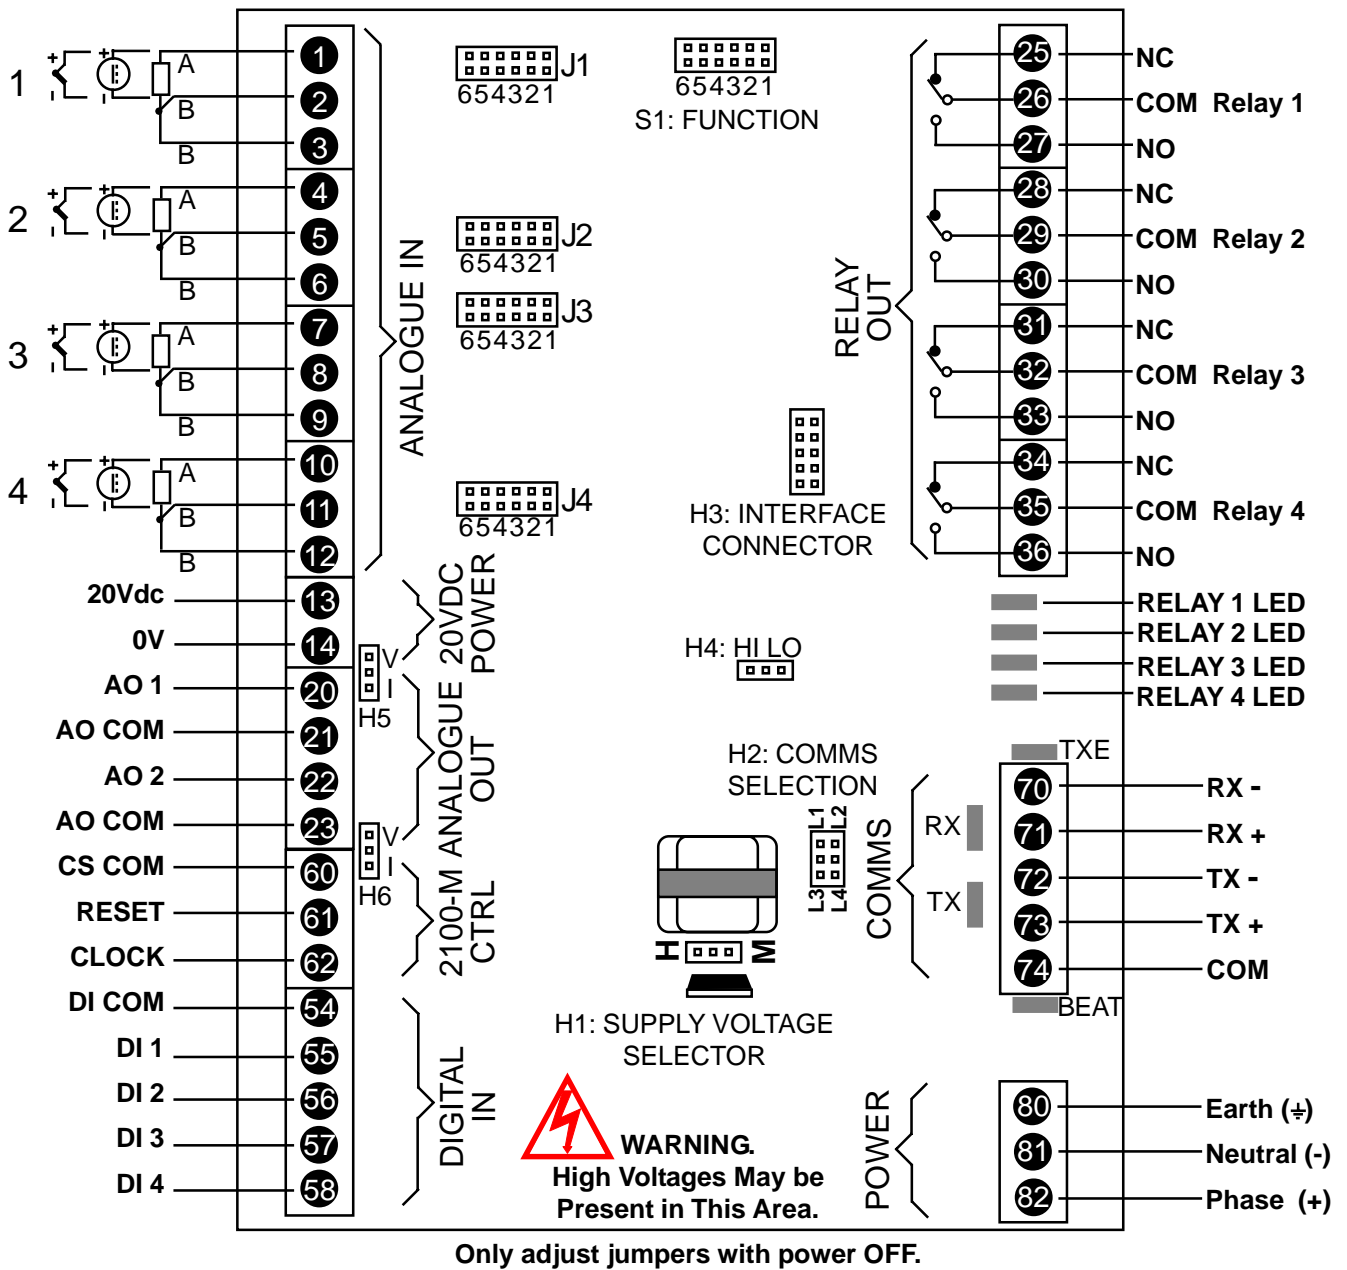 1
+
-
+
-
A
B
B
1
2
3
2
+
-
+
-
A
B
B
4
5
6
3
+
-
+
-
A
B
B
7
8
9
4
+
-
+
-
A
B
B
10
11
12
ANALOGUE IN
20Vdc
13
0V
14
20VDC
POWER
AO 1
20
AO COM
21
AO 2
22
AO COM
23
ANALOGUE
OUT
V
I
H5
V
I
H6
CS COM
60
RESET
61
CLOCK
62
2100-M
CTRL
DI COM
54
DI 1
55
DI 2
56
DI 3
57
DI 4
58
DIGITAL
IN
J1
654321
J2
654321
J3
654321
J4
654321
654321
S1: FUNCTION
H3: INTERFACE
CONNECTOR
H4: HI LO
H2: COMMS
SELECTION
L1
L2
L3
L4
H
M
H1: SUPPLY VOLTAGE
SELECTOR
WARNING.
High Voltages May be
Present in This Area.
RELAY
OUT
25
NC
26
COM Relay 1
27
NO
28
NC
29
COM Relay 2
30
NO
31
NC
32
COM Relay 3
33
NO
34
NC
35
COM Relay 4
36
NO
RELAY 1 LED
RELAY 2 LED
RELAY 3 LED
RELAY 4 LED
TXE
COMMS
RX
TX
70
RX -
71
RX +
72
TX -
73
TX +
74
COM
BEAT
POWER
80
Earth (⏚)
81
Neutral (-)
82
Phase (+)
Only adjust jumpers with power OFF.